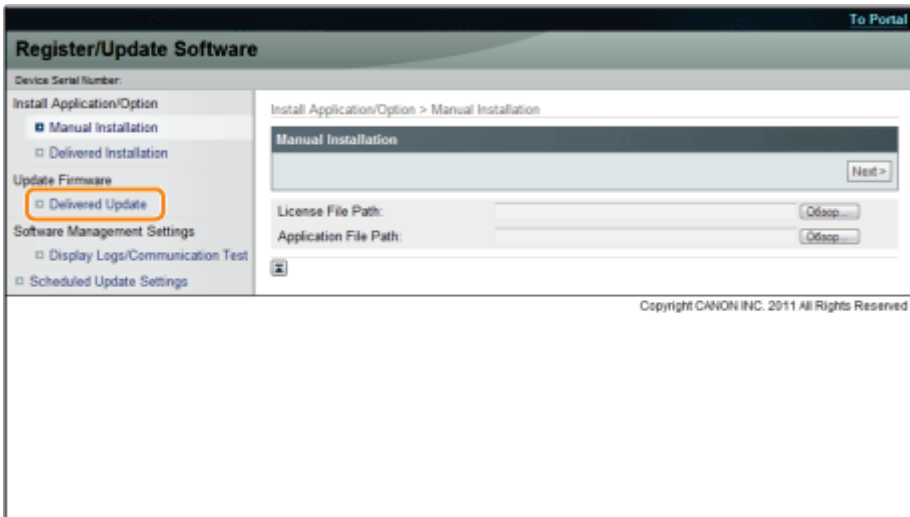 To Portal
Register/Update Software
Device Serial Number:
Install Application/Option
Manual Installation
Delivered Installation
Update Firmware
Delivered Update
Software Management Settings
Display Logs/Communication Test
Scheduled Update Settings
Install Application/Option > Manual Installation
Manual Installation
Next >
License File Path: Обзор...
Application File Path: Обзор...
Copyright CANON INC. 2011 All Rights Reserved